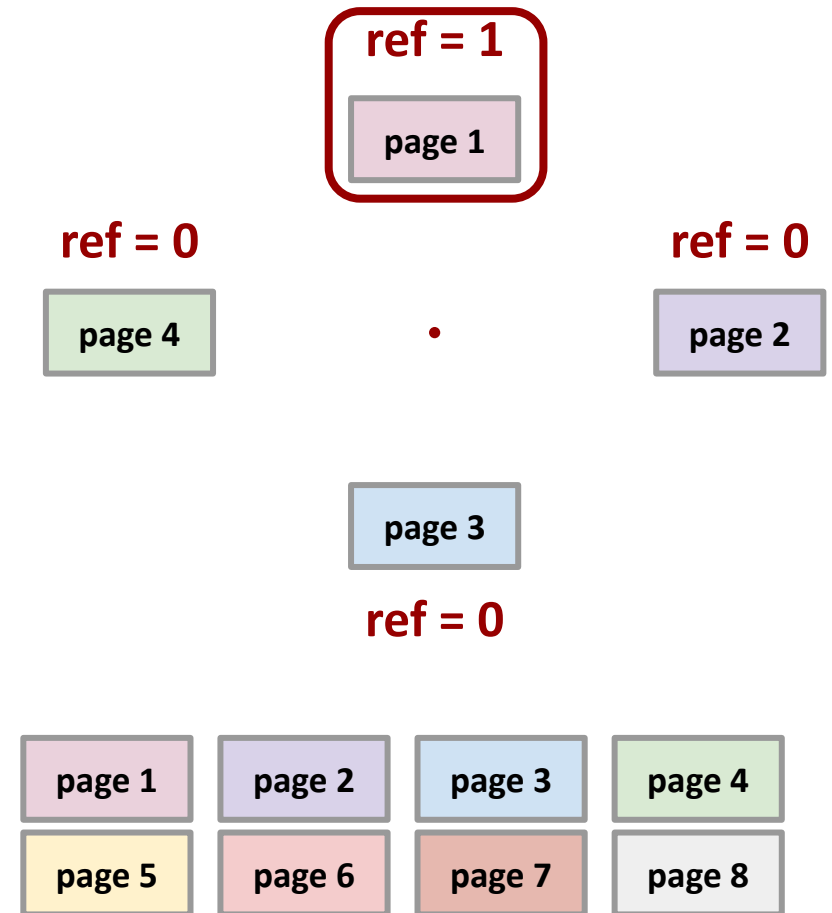 ref = 1
page 1
ref = 0
ref = 0
page 4
page 2
page 3
ref = 0
page 1 page 2 page 3 page 4
page 5 page 6 page 7 page 8